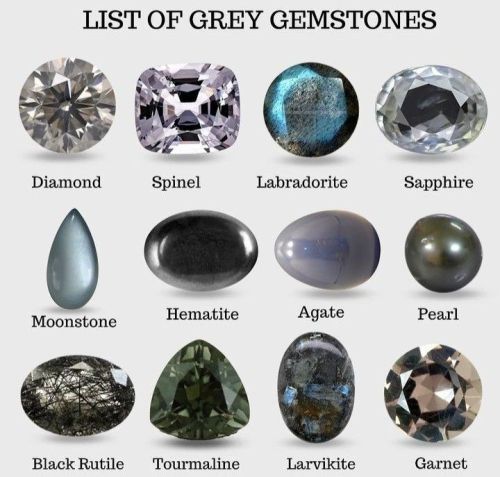 LIST OF GREY GEMSTONES
Diamond Spinel Labradorite Sapphire
Moonstone Hematite Agate Pearl
Black Rutile Tourmaline Larvikite Garnet